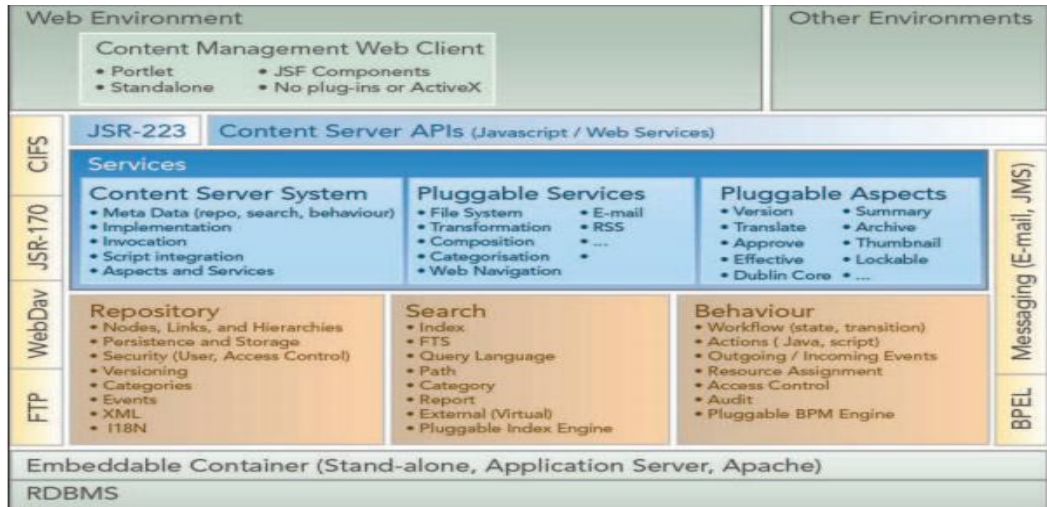 Web Environment
Other Environments
Content Management Web Client
• Portlet
• JSF Components
• Standalone
• No plug-ins or ActiveX
CIFS
JSR-170
WebDav
FTP
JSR-223
Content Server APIs (Javascript / Web Services)
Services
Content Server System
• Meta Data (repo, search, behaviour)
• Implementation
• Invocation
• Script integration
• Aspects and Services
Pluggable Services
• File System
• E-mail
• Transformation
• RSS
• Composition
• ...
• Categorisation
•
• Web Navigation
Pluggable Aspects
• Version
• Summary
• Translate
• Archive
• Approve
• Thumbnail
• Effective
• Lockable
• Dublin Core
• ...
Repository
• Nodes, Links, and Hierarchies
• Persistence and Storage
• Security (User, Access Control)
• Versioning
• Categories
• Events
• XML
• I18N
Search
• Index
• FTS
• Query Language
• Path
• Category
• Report
• External (Virtual)
• Pluggable Index Engine
Behaviour
• Workflow (state, transition)
• Actions ( Java, script)
• Outgoing / Incoming Events
• Resource Assignment
• Access Control
• Audit
• Pluggable BPM Engine
Messaging (E-mail, JMS)
BPEL
Embeddable Container (Stand-alone, Application Server, Apache)
RDBMS